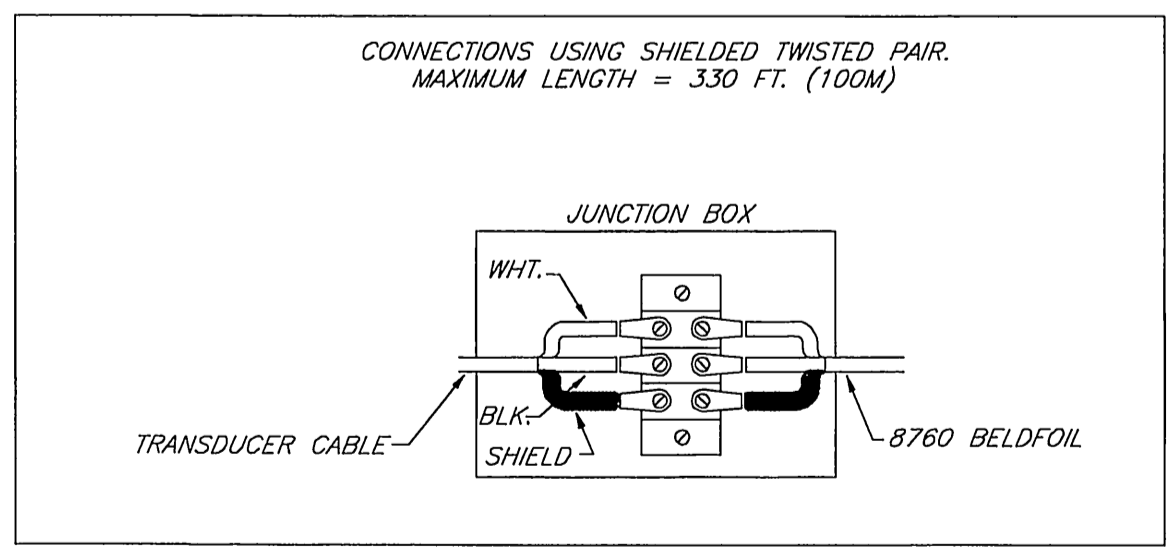 CONNECTIONS USING SHIELDED TWISTED PAIR.
MAXIMUM LENGTH = 330 FT. (100M)
JUNCTION BOX
WHT.
BLK.
SHIELD
TRANSDUCER CABLE
8760 BELDFOIL